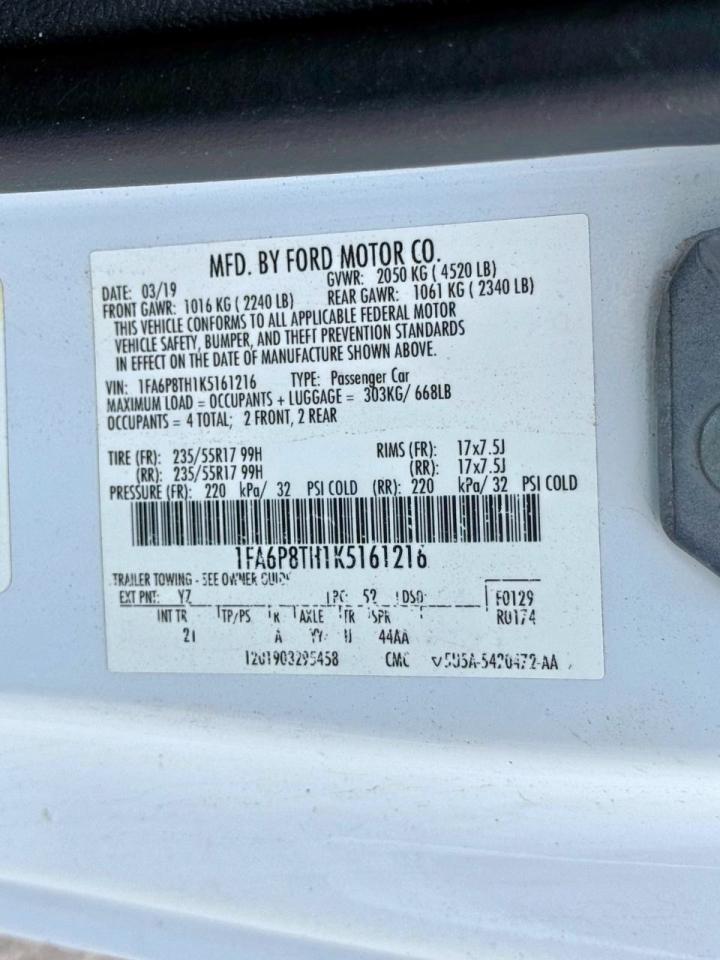 MFD. BY FORD MOTOR CO.
DATE: 03/19 GVWR: 2050 KG ( 4520 LB)
FRONT GAWR: 1016 KG ( 2240 LB) REAR GAWR: 1061 KG ( 2340 LB)
THIS VEHICLE CONFORMS TO ALL APPLICABLE FEDERAL MOTOR
VEHICLE SAFETY, BUMPER, AND THEFT PREVENTION STANDARDS
IN EFFECT ON THE DATE OF MANUFACTURE SHOWN ABOVE.
VIN: 1FA6P8TH1K5161216 TYPE: Passenger Car
MAXIMUM LOAD = OCCUPANTS + LUGGAGE = 303KG/ 668LB
OCCUPANTS = 4 TOTAL; 2 FRONT, 2 REAR
TIRE (FR): 235/55R17 99H RIMS (FR): 17x7.5J
(RR): 235/55R17 99H (RR): 17x7.5J
PRESSURE (FR): 220 kPa/ 32 PSI COLD (RR): 220 kPa/ 32 PSI COLD
1FA6P8TH1K5161216
TRAILER TOWING - SEE OWNER GUIDE
EXT PNT: YZ RC: 52 DSO: F0129
INT TR TP/PS R AXLE TR SPR R0174
A 44AA
1201903295458 CMC 5U5A-5420472-AA